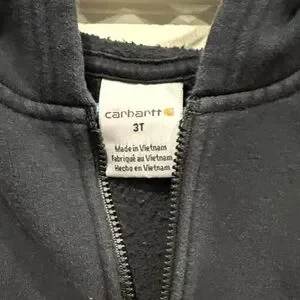 carhartt
3T
Made in Vietnam
Fabriqué au Vietnam
Hecho en Vietnam